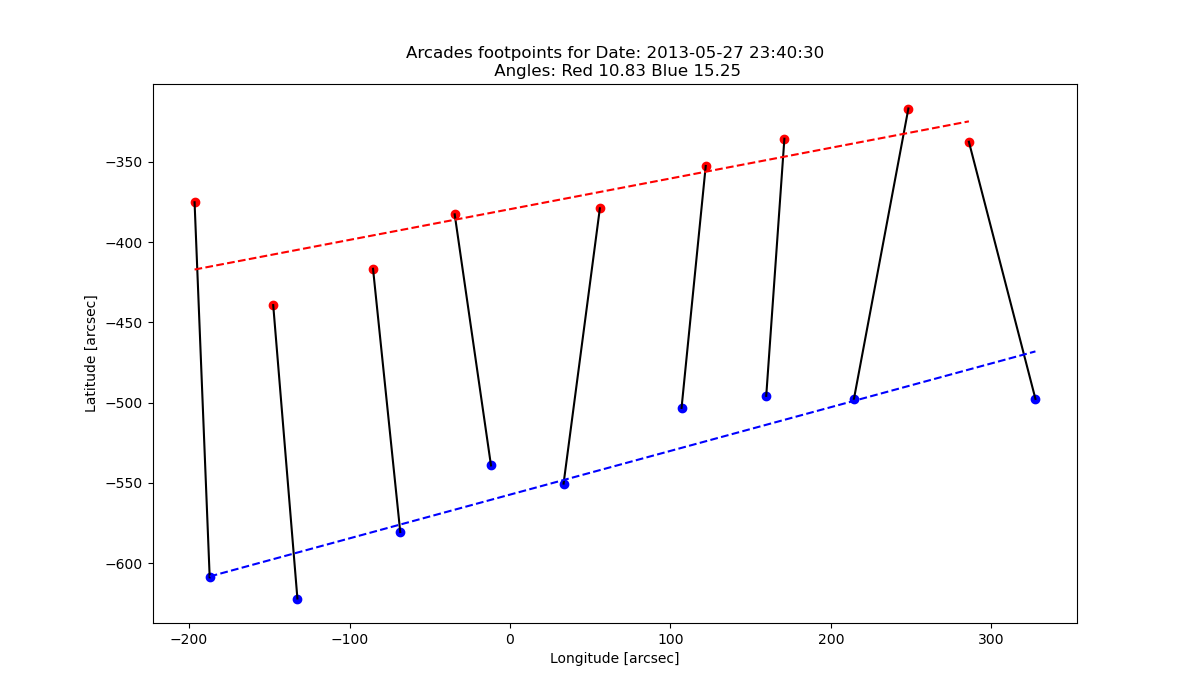 Arcades footpoints for Date: 2013-05-27 23:40:30
Angles: Red 10.83 Blue 15.25
Latitude [arcsec]
−350
−400
−450
−500
−550
−600
−200 −100 0 100 200 300
Longitude [arcsec]